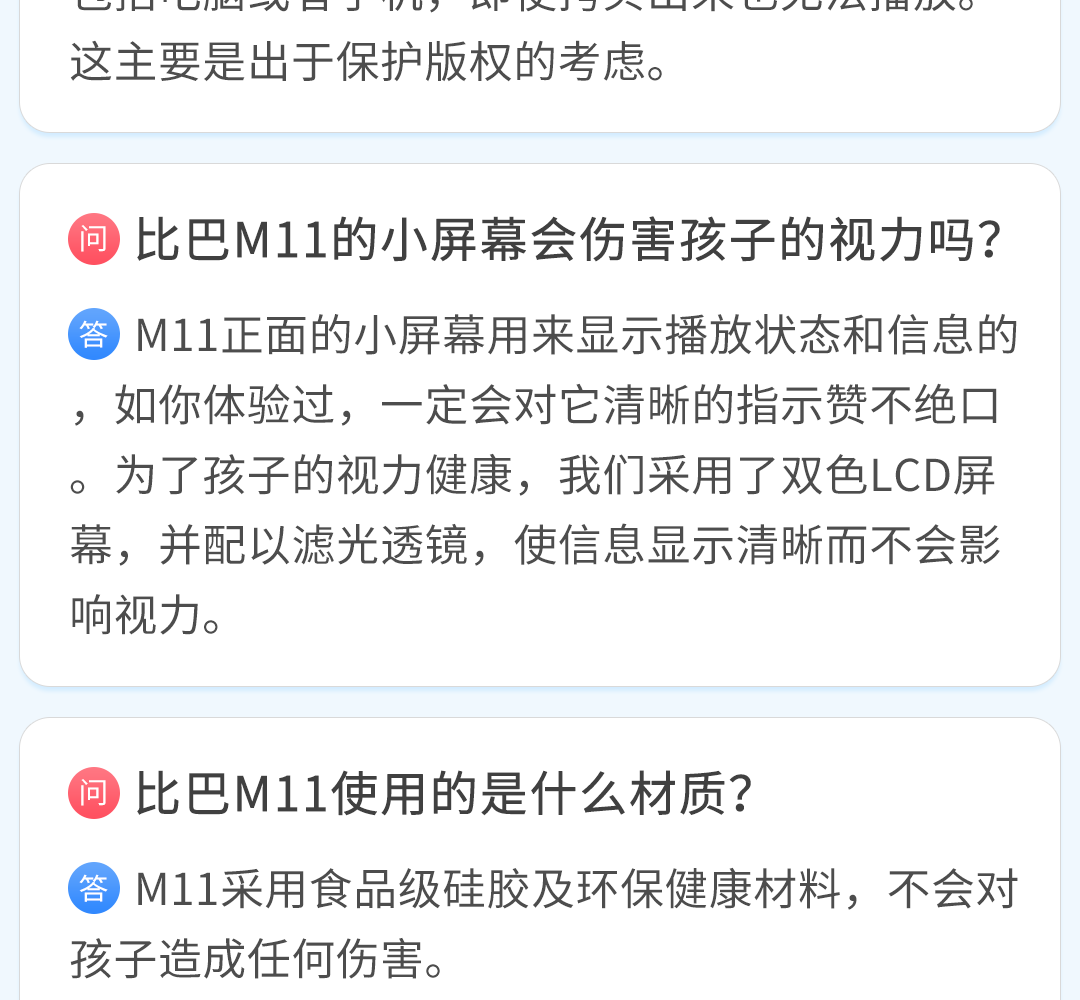 这主要是出于保护版权的考虑。
问 比巴M11的小屏幕会伤害孩子的视力吗？
答 M11正面的小屏幕用来显示播放状态和信息的
，如你体验过，一定会对它清晰的指示赞不绝口
。为了孩子的视力健康，我们采用了双色LCD屏
幕，并配以滤光透镜，使信息显示清晰而不会影
响视力。
问 比巴M11使用的是什么材质？
答 M11采用食品级硅胶及环保健康材料，不会对
孩子造成任何伤害。